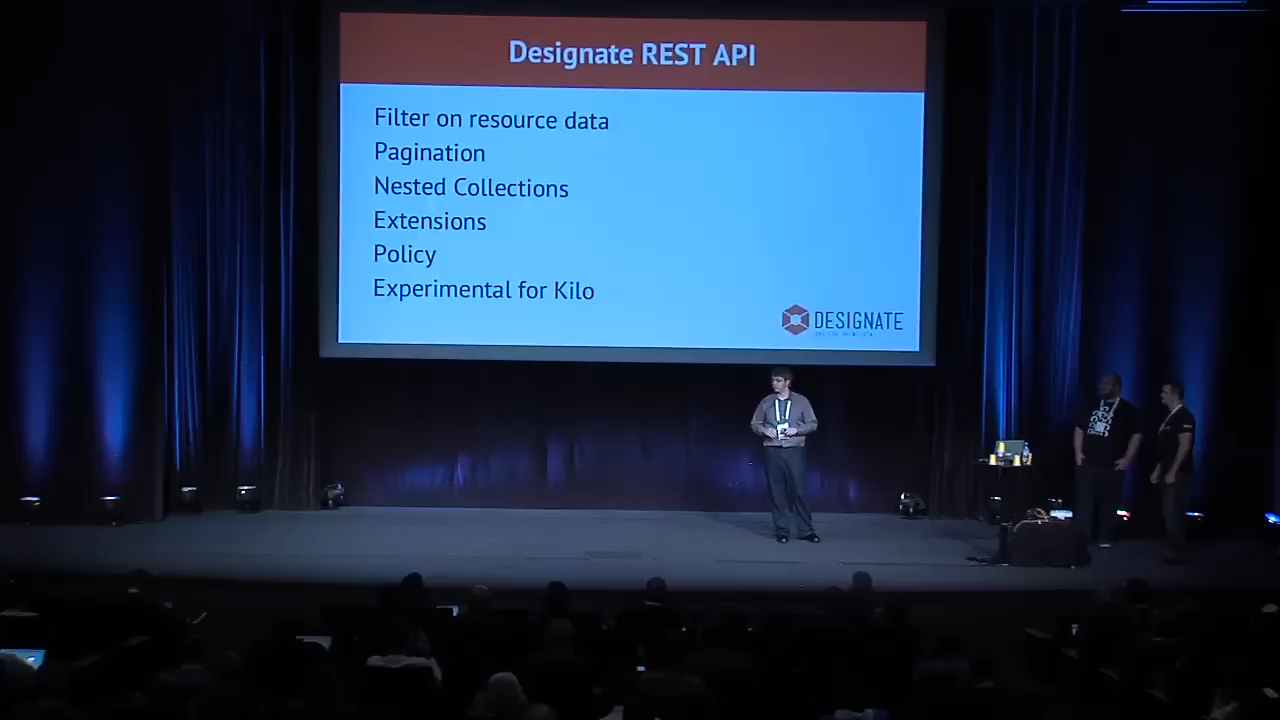 Designate REST API
Filter on resource data
Pagination
Nested Collections
Extensions
Policy
Experimental for Kilo
DESIGNATE